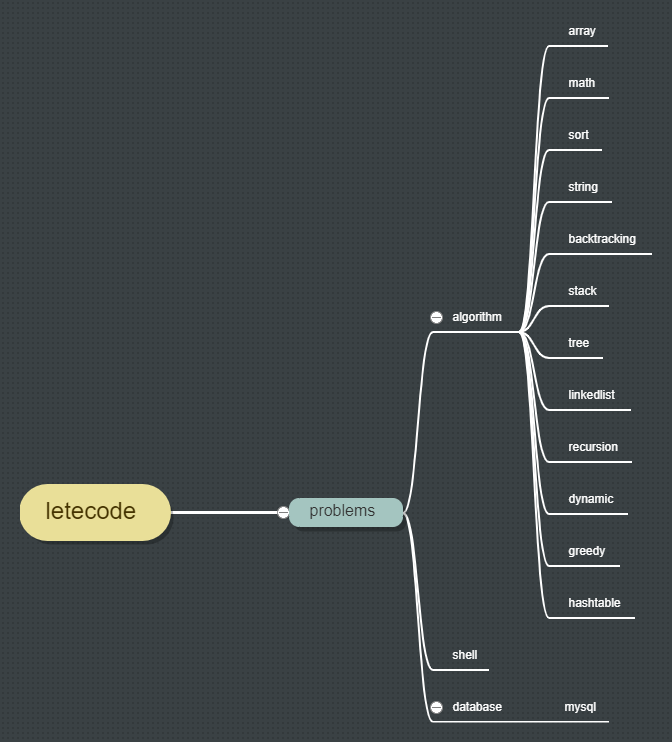 letecode
problems
algorithm
array
math
sort
string
backtracking
stack
tree
linkedlist
recursion
dynamic
greedy
hashtable
shell
database
mysql